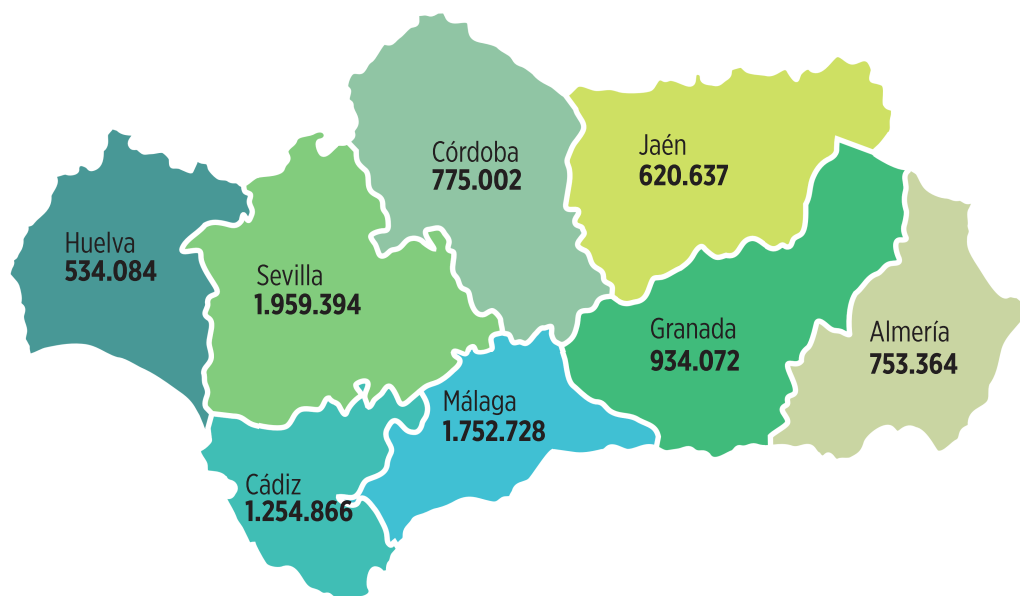 Córdoba
775.002
Jaén
620.637
Huelva
534.084
Sevilla
1.959.394
Granada
934.072
Almería
753.364
Málaga
1.752.728
Cádiz
1.254.866